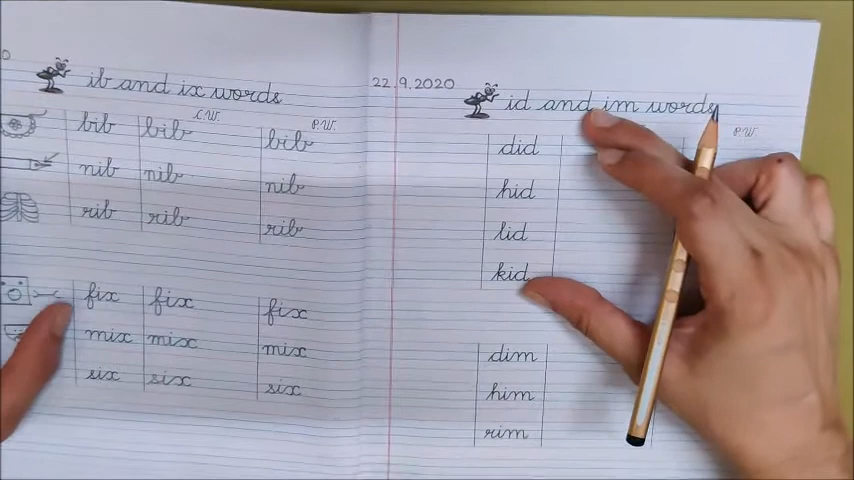 ib and ix words
C.W.
P.W.
bib bib bib
nib nib nib
rib rib rib
fix fix fix
mix mix mix
six six six
22.9.2020
id and im words
P.W.
did
hid
lid
kid
dim
him
rim